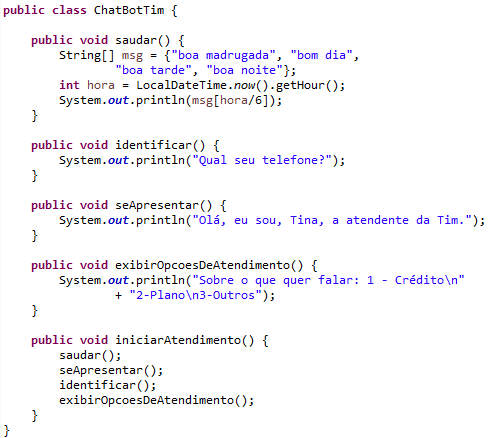 public class ChatBotTim {
public void saudar() {
String[] msg = {"boa madrugada", "bom dia",
"boa tarde", "boa noite"};
int hora = LocalDateTime.now().getHour();
System.out.println(msg[hora/6]);
}
public void identificar() {
System.out.println("Qual seu telefone?");
}
public void seApresentar() {
System.out.println("Olá, eu sou, Tina, a atendente da Tim.");
}
public void exibirOpcoesDeAtendimento() {
System.out.println("Sobre o que quer falar: 1 - Crédito\n"
+ "2-Plano\n3-Outros");
}
public void iniciarAtendimento() {
saudar();
seApresentar();
identificar();
exibirOpcoesDeAtendimento();
}
}